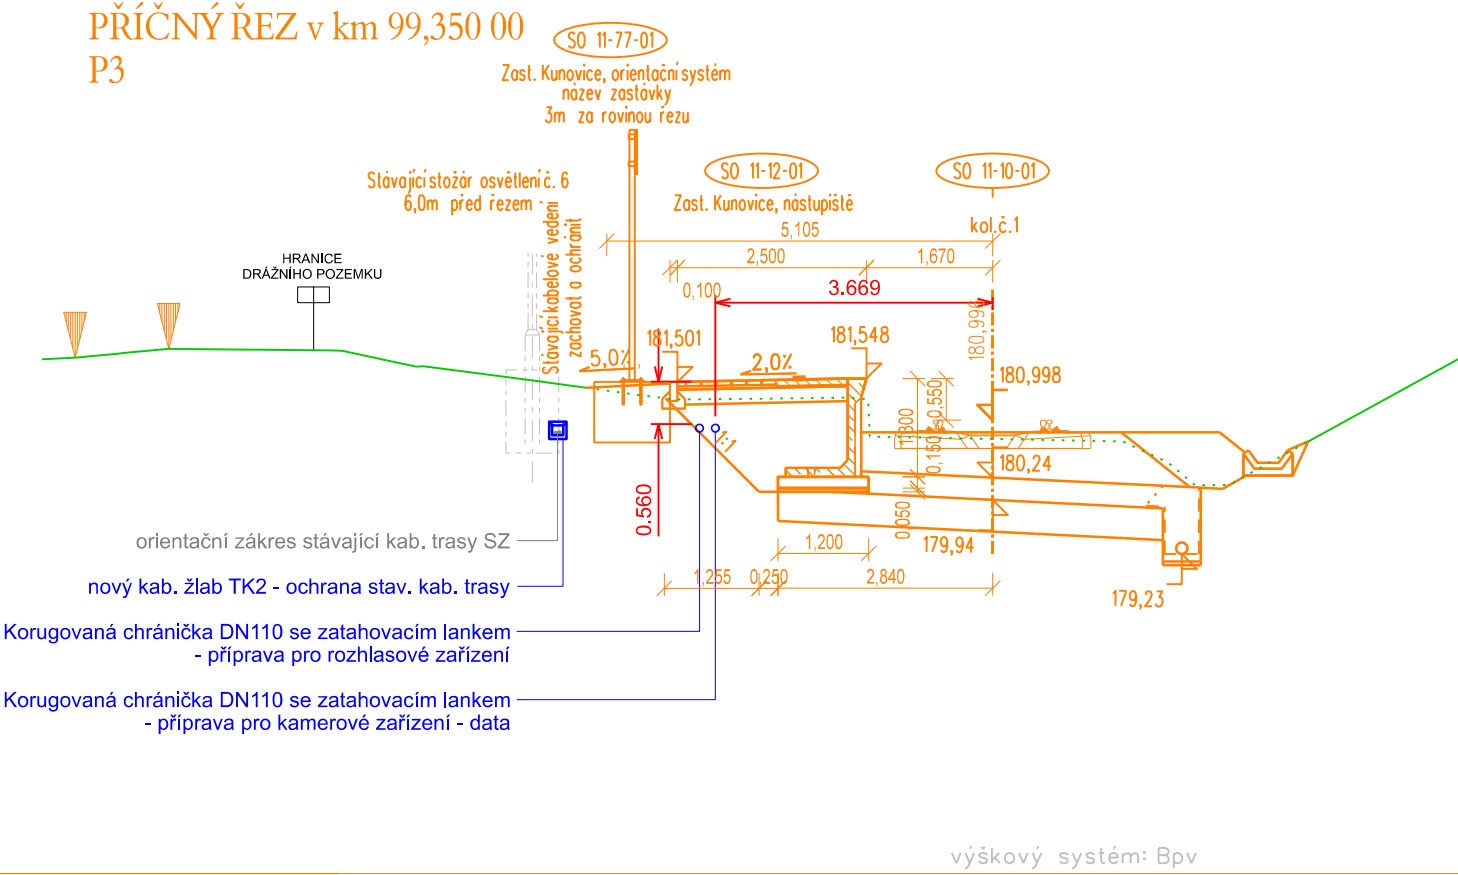 PŘÍČNÝ ŘEZ v km 99,350 00
P3
SO 11-77-01
Zast. Kunovice, orientační systém
název zastávky
3m za rovinou řezu
SO 11-12-01
Zast. Kunovice, nástupiště
SO 11-10-01
kol.č.1
Stávající stožár osvětlení č. 6
6,0m před řezem
Stávající kabelové vedení
zachovat a ochránit
HRANICE
DRÁŽNÍHO POZEMKU
5,105
2,500
1,670
0,100
3.669
180,996
181,501
181,548
5,0%
2,0%
180,998
0,550
0,150
1:1
180,24
0.560
0,050
179,94
1,200
1,255
0,250
2,840
179,23
orientační zákres stávající kab. trasy SZ
nový kab. žlab TK2 - ochrana stav. kab. trasy
Korugovaná chránička DN110 se zatahovacím lankem
- příprava pro rozhlasové zařízení
Korugovaná chránička DN110 se zatahovacím lankem
- příprava pro kamerové zařízení - data
výškový systém: Bpv